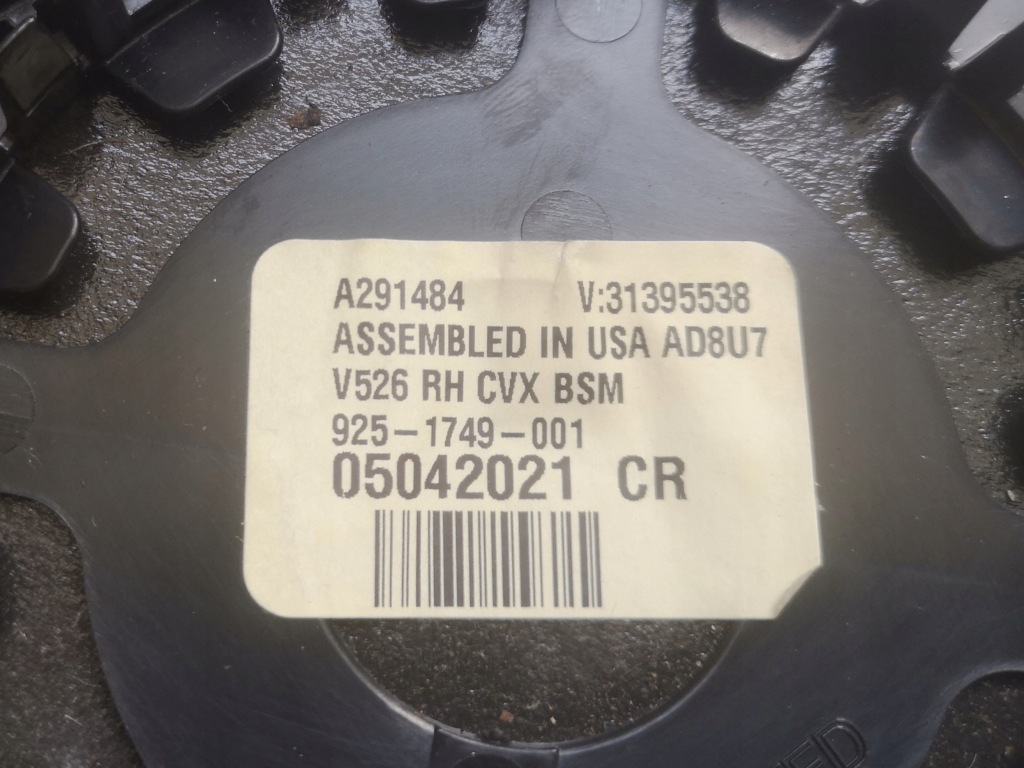 A291484 V:31395538
ASSEMBLED IN USA AD8U7
V526 RH CVX BSM
925-1749-001
05042021 CR